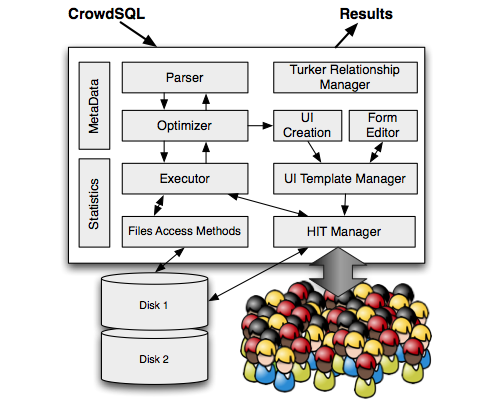 CrowdSQL
Results
MetaData
Parser
Turker Relationship
Manager
Optimizer
UI
Creation
Form
Editor
Statistics
Executor
UI Template Manager
Files Access Methods
HIT Manager
Disk 1
Disk 2